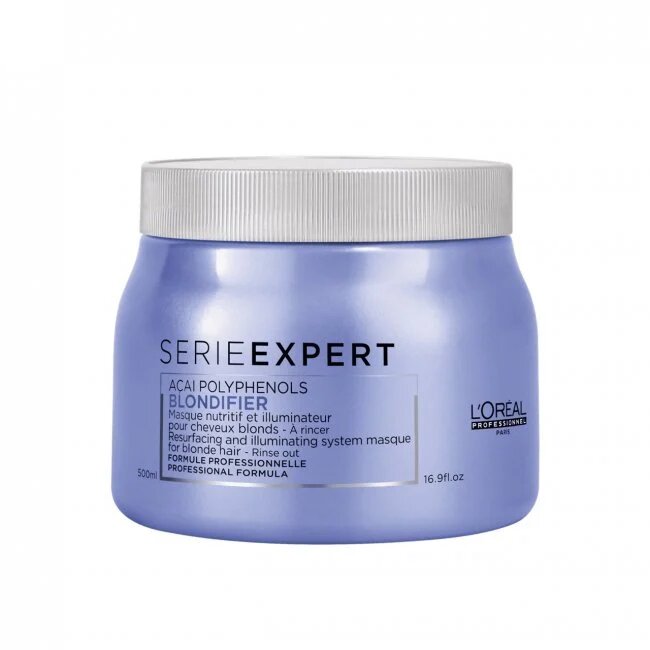 SERIEEXPERT
AÇAI POLYPHENOLS
BLONDIFIER
Masque nutritif et illuminateur
pour cheveux blonds - À rincer
Resurfacing and illuminating system masque
for blonde hair - Rinse out
FORMULE PROFESSIONNELLE
PROFESSIONAL FORMULA
500ml
16.9fl.oz
L'ORÉAL
PROFESSIONNEL
PARIS